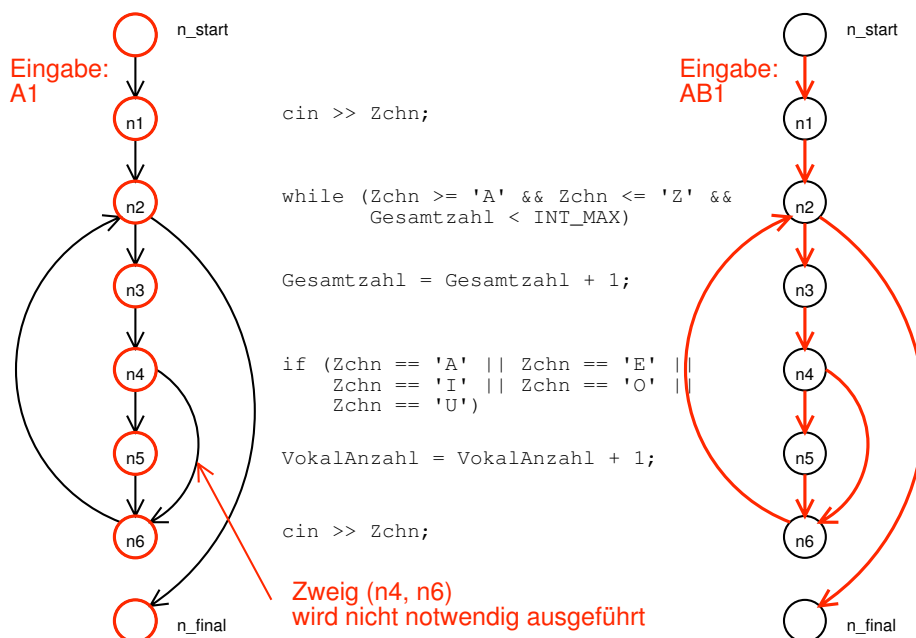 n_start
Eingabe:
A1
n1
n2
n3
n4
n5
n6
n_final
cin >> Zchn;
while (Zchn >= 'A' && Zchn <= 'Z' &&
Gesamtzahl < INT_MAX)
Gesamtzahl = Gesamtzahl + 1;
if (Zchn == 'A' || Zchn == 'E' ||
Zchn == 'I' || Zchn == 'O' ||
Zchn == 'U')
VokalAnzahl = VokalAnzahl + 1;
cin >> Zchn;
Zweig (n4, n6)
wird nicht notwendig ausgeführt
n_start
Eingabe:
AB1
n1
n2
n3
n4
n5
n6
n_final